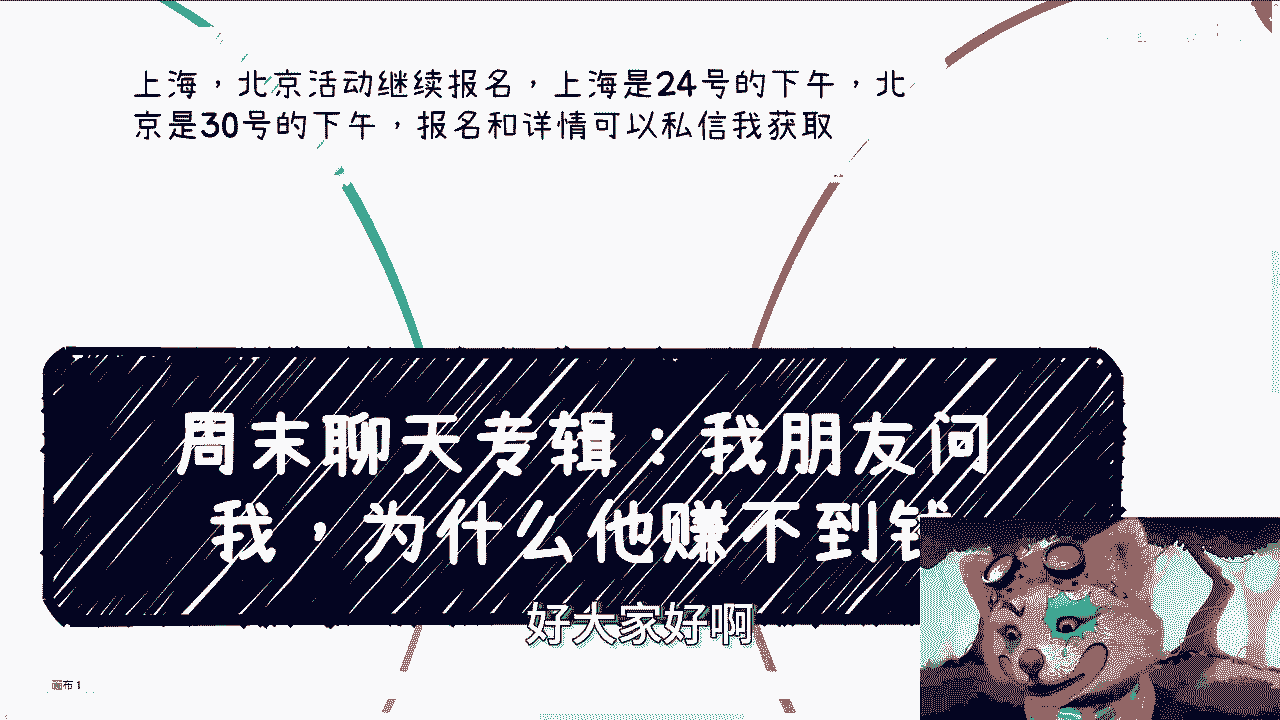 上海，北京活动继续报名，上海是24号的下午，北
京是30号的下午，报名和详情可以私信我获取
周末聊天专辑：我朋友问
我，为什么他赚不到钱
好大家好啊
画布 1